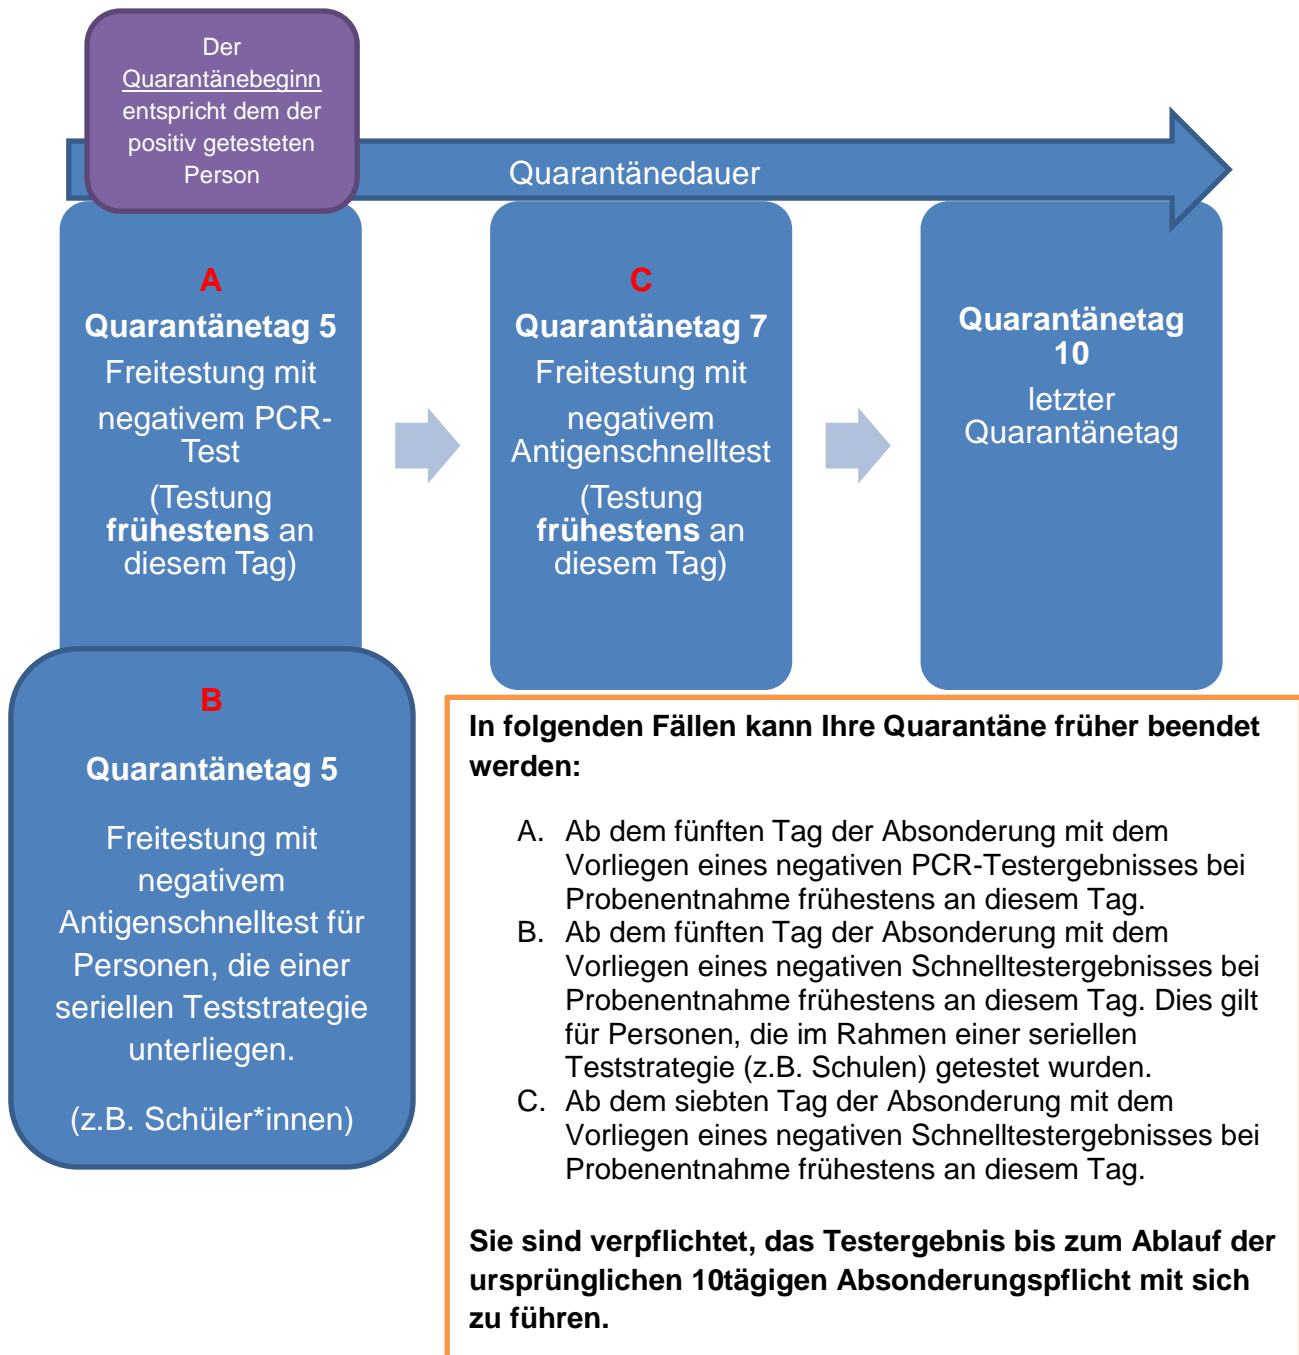 Der
Quarantänebeginn
entspricht dem der
positiv getesteten
Person
Quarantänedauer
A
Quarantänetag 5
Freitestung mit
negativem PCR-
Test
(Testung
frühestens an
diesem Tag)
C
Quarantänetag 7
Freitestung mit
negativem
Antigenschnelltest
(Testung
frühestens an
diesem Tag)
Quarantänetag
10
letzter
Quarantänetag
B
Quarantänetag 5
Freitestung mit
negativem
Antigenschnelltest für
Personen, die einer
seriellen Teststrategie
unterliegen.
(z.B. Schüler*innen)
In folgenden Fällen kann Ihre Quarantäne früher beendet
werden:
A. Ab dem fünften Tag der Absonderung mit dem
Vorliegen eines negativen PCR-Testergebnisses bei
Probenentnahme frühestens an diesem Tag.
B. Ab dem fünften Tag der Absonderung mit dem
Vorliegen eines negativen Schnelltestergebnisses bei
Probenentnahme frühestens an diesem Tag. Dies gilt
für Personen, die im Rahmen einer seriellen
Teststrategie (z.B. Schulen) getestet wurden.
C. Ab dem siebten Tag der Absonderung mit dem
Vorliegen eines negativen Schnelltestergebnisses bei
Probenentnahme frühestens an diesem Tag.
Sie sind verpflichtet, das Testergebnis bis zum Ablauf der
ursprünglichen 10tägigen Absonderungspflicht mit sich
zu führen.